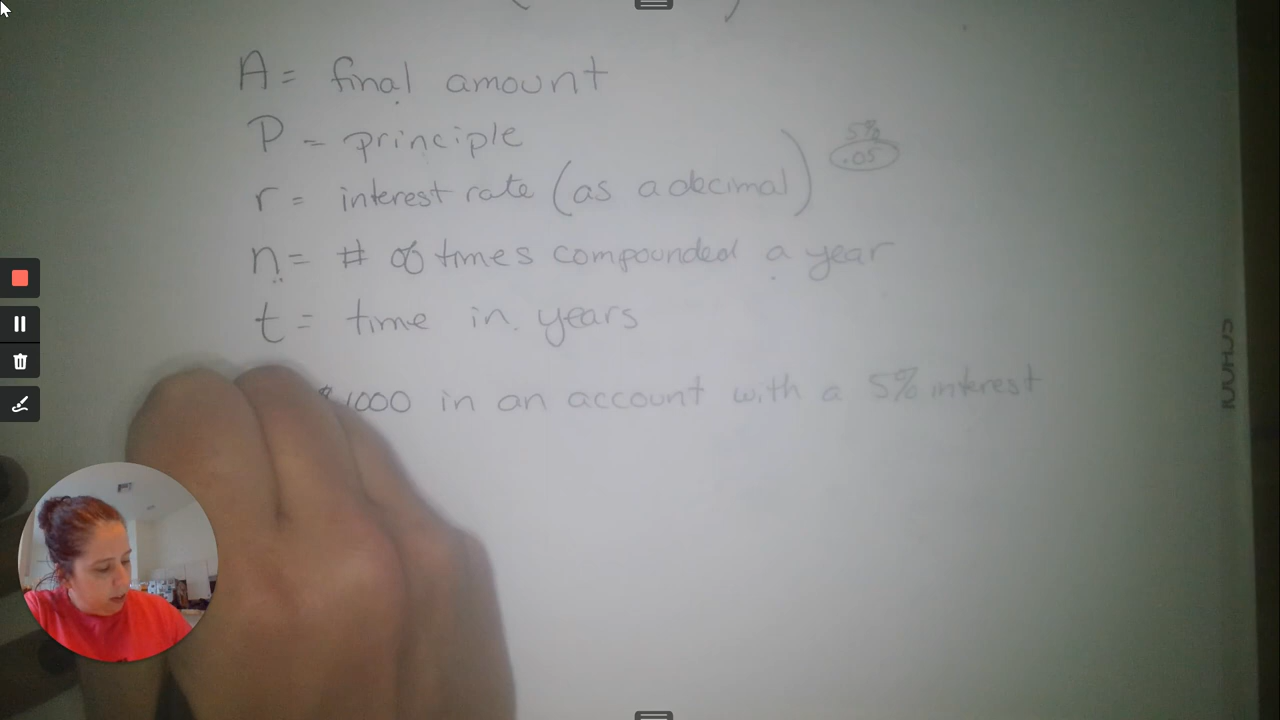 A = final amount
P = principle
5%
.05
r = interest rate (as a decimal)
n = # of times compounded a year
t = time in years
$1000 in an account with a 5% interest